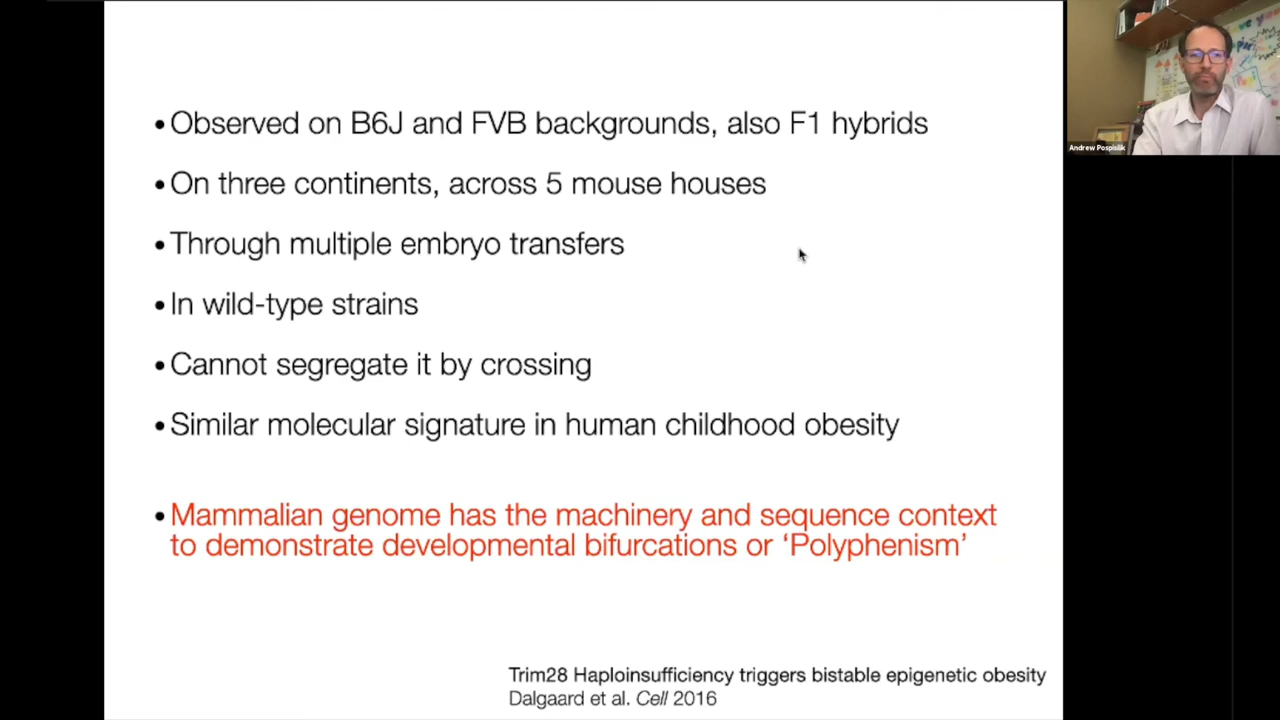 • Observed on B6J and FVB backgrounds, also F1 hybrids
• On three continents, across 5 mouse houses
• Through multiple embryo transfers
• In wild-type strains
• Cannot segregate it by crossing
• Similar molecular signature in human childhood obesity
• Mammalian genome has the machinery and sequence context
to demonstrate developmental bifurcations or ‘Polyphenism’
Trim28 Haploinsufficiency triggers bistable epigenetic obesity
Dalgaard et al. Cell 2016
Andrew Pospisilik